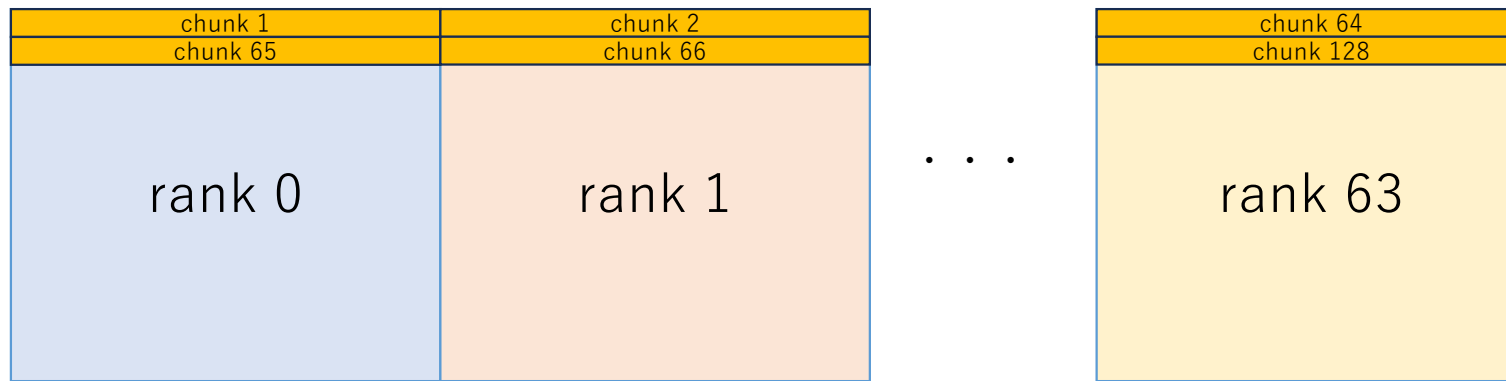 chunk 1 chunk 2 chunk 64
chunk 65 chunk 66 chunk 128
rank 0 rank 1 . . . rank 63